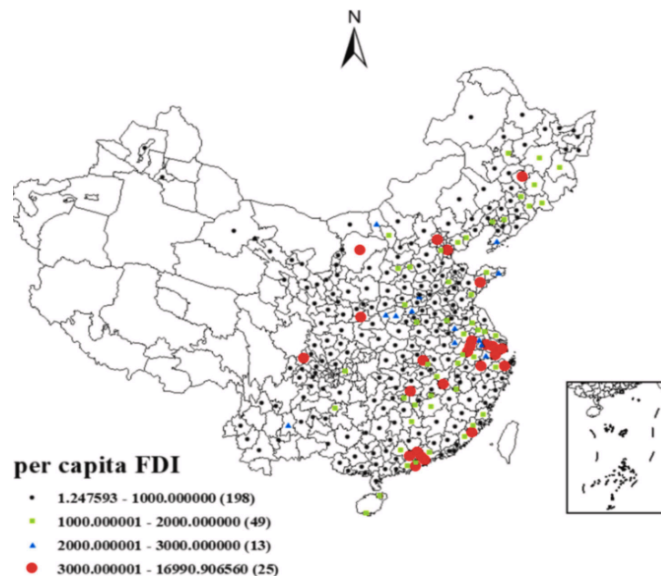 N
per capita FDI
1.247593 - 1000.000000 (198)
1000.000001 - 2000.000000 (49)
2000.000001 - 3000.000000 (13)
3000.000001 - 16990.906560 (25)